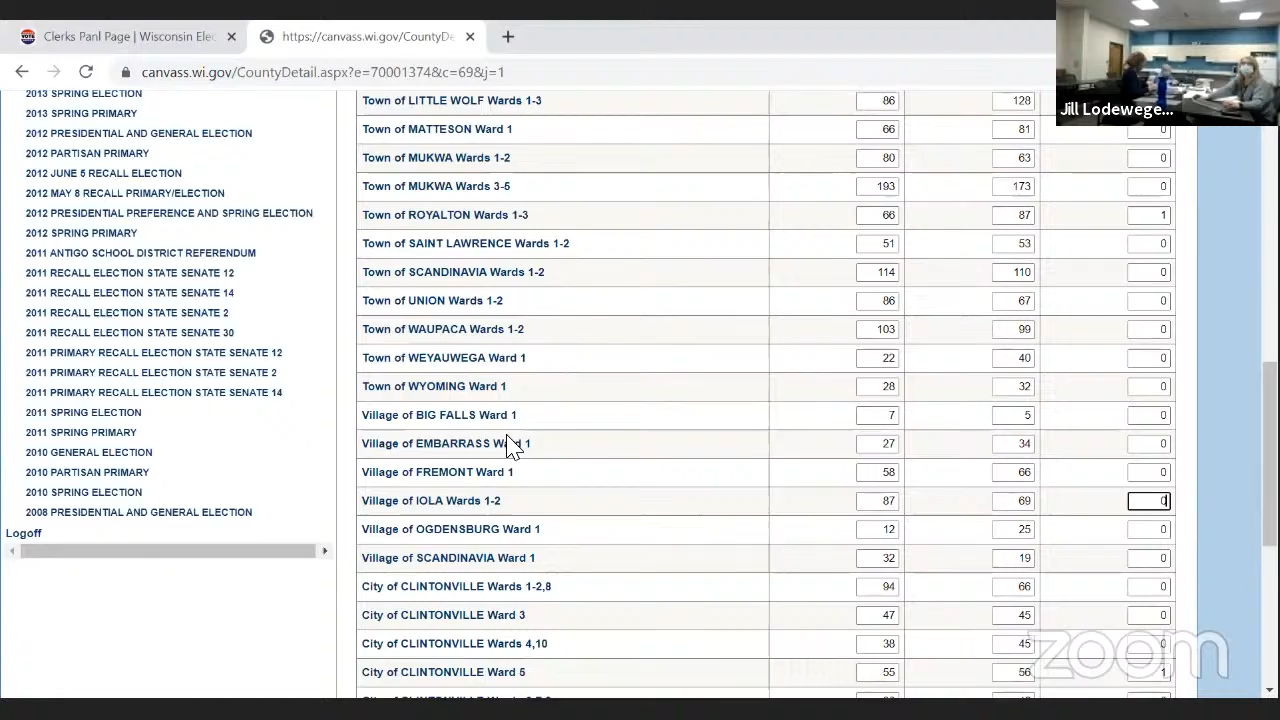 Clerks Panl Page | Wisconsin Elec
https://canvass.wi.gov/CountyDe
canvass.wi.gov/CountyDetail.aspx?e=70001374&c=69&j=1
Jill Lodewege...
2013 SPRING ELECTION
2013 SPRING PRIMARY
2012 PRESIDENTIAL AND GENERAL ELECTION
2012 PARTISAN PRIMARY
2012 JUNE 5 RECALL ELECTION
2012 MAY 8 RECALL PRIMARY/ELECTION
2012 PRESIDENTIAL PREFERENCE AND SPRING ELECTION
2012 SPRING PRIMARY
2011 ANTIGO SCHOOL DISTRICT REFERENDUM
2011 RECALL ELECTION STATE SENATE 12
2011 RECALL ELECTION STATE SENATE 14
2011 RECALL ELECTION STATE SENATE 2
2011 RECALL ELECTION STATE SENATE 30
2011 PRIMARY RECALL ELECTION STATE SENATE 12
2011 PRIMARY RECALL ELECTION STATE SENATE 2
2011 PRIMARY RECALL ELECTION STATE SENATE 14
2011 SPRING ELECTION
2011 SPRING PRIMARY
2010 GENERAL ELECTION
2010 PARTISAN PRIMARY
2010 SPRING ELECTION
2008 PRESIDENTIAL AND GENERAL ELECTION
Logoff
Town of LITTLE WOLF Wards 1-3 86 128
Town of MATTESON Ward 1 66 81 0
Town of MUKWA Wards 1-2 80 63 0
Town of MUKWA Wards 3-5 193 173 0
Town of ROYALTON Wards 1-3 66 87 1
Town of SAINT LAWRENCE Wards 1-2 51 53 0
Town of SCANDINAVIA Wards 1-2 114 110 0
Town of UNION Wards 1-2 86 67 0
Town of WAUPACA Wards 1-2 103 99 0
Town of WEYAUWEGA Ward 1 22 40 0
Town of WYOMING Ward 1 28 32 0
Village of BIG FALLS Ward 1 7 5 0
Village of EMBARRASS Ward 1 27 34 0
Village of FREMONT Ward 1 58 66 0
Village of IOLA Wards 1-2 87 69 0
Village of OGDENSBURG Ward 1 12 25 0
Village of SCANDINAVIA Ward 1 32 19 0
City of CLINTONVILLE Wards 1-2,8 94 66 0
City of CLINTONVILLE Ward 3 47 45 0
City of CLINTONVILLE Wards 4,10 38 45 0
City of CLINTONVILLE Ward 5 55 56 1
zoom